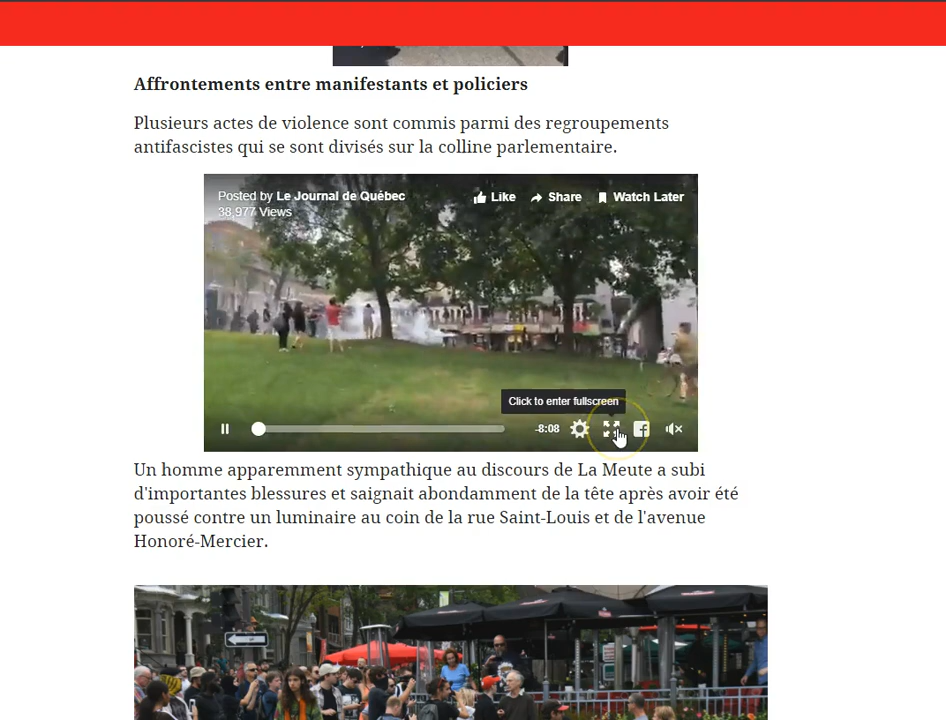 Affrontements entre manifestants et policiers
Plusieurs actes de violence sont commis parmi des regroupements
antifascistes qui se sont divisés sur la colline parlementaire.
Posted by Le Journal de Québec
38,977 Views
Like Share Watch Later
Click to enter fullscreen
-8:08
Un homme apparemment sympathique au discours de La Meute a subi
d'importantes blessures et saignait abondamment de la tête après avoir été
poussé contre un luminaire au coin de la rue Saint-Louis et de l'avenue
Honoré-Mercier.